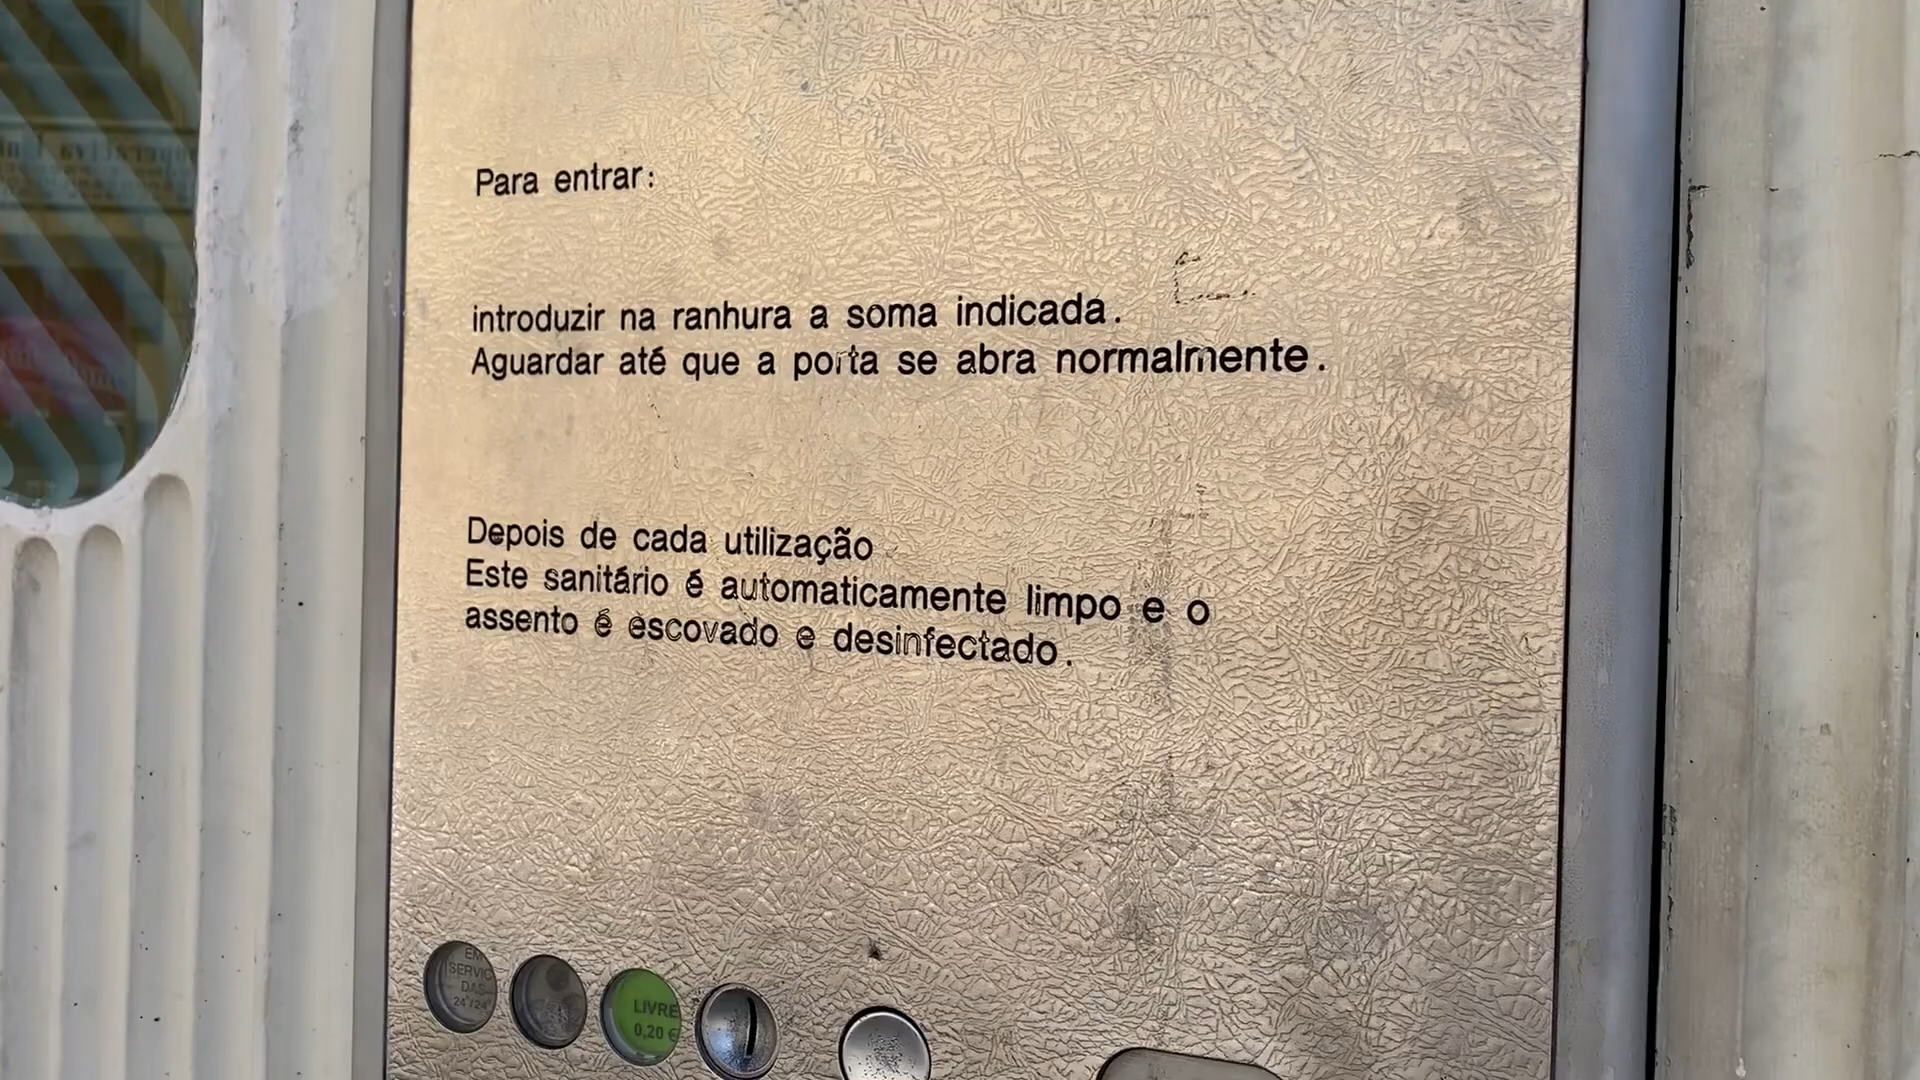 Para entrar:
introduzir na ranhura a soma indicada.
Aguardar até que a porta se abra normalmente.
Depois de cada utilização
Este sanitário é automaticamente limpo e o
assento é escovado e desinfectado.
EM
SERVIÇ
DAS
24/24
LIVRE
0,20 €